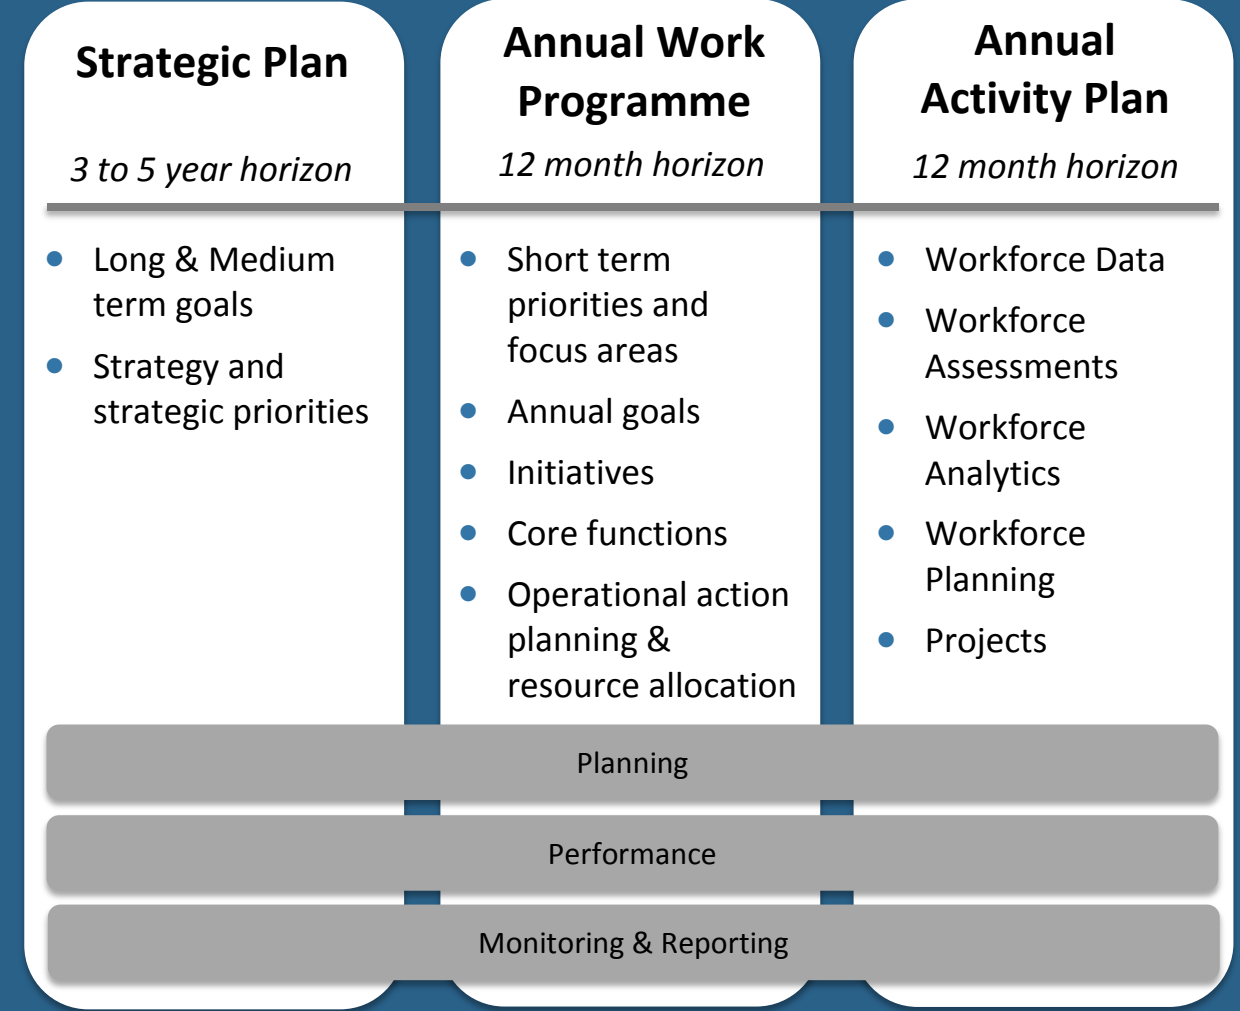 Strategic Plan
3 to 5 year horizon
Long & Medium
term goals
Strategy and
strategic priorities
Annual Work
Programme
12 month horizon
Short term
priorities and
focus areas
Annual goals
Initiatives
Core functions
Operational action
planning &
resource allocation
Annual
Activity Plan
12 month horizon
Workforce Data
Workforce
Assessments
Workforce
Analytics
Workforce
Planning
Projects
Planning
Performance
Monitoring & Reporting